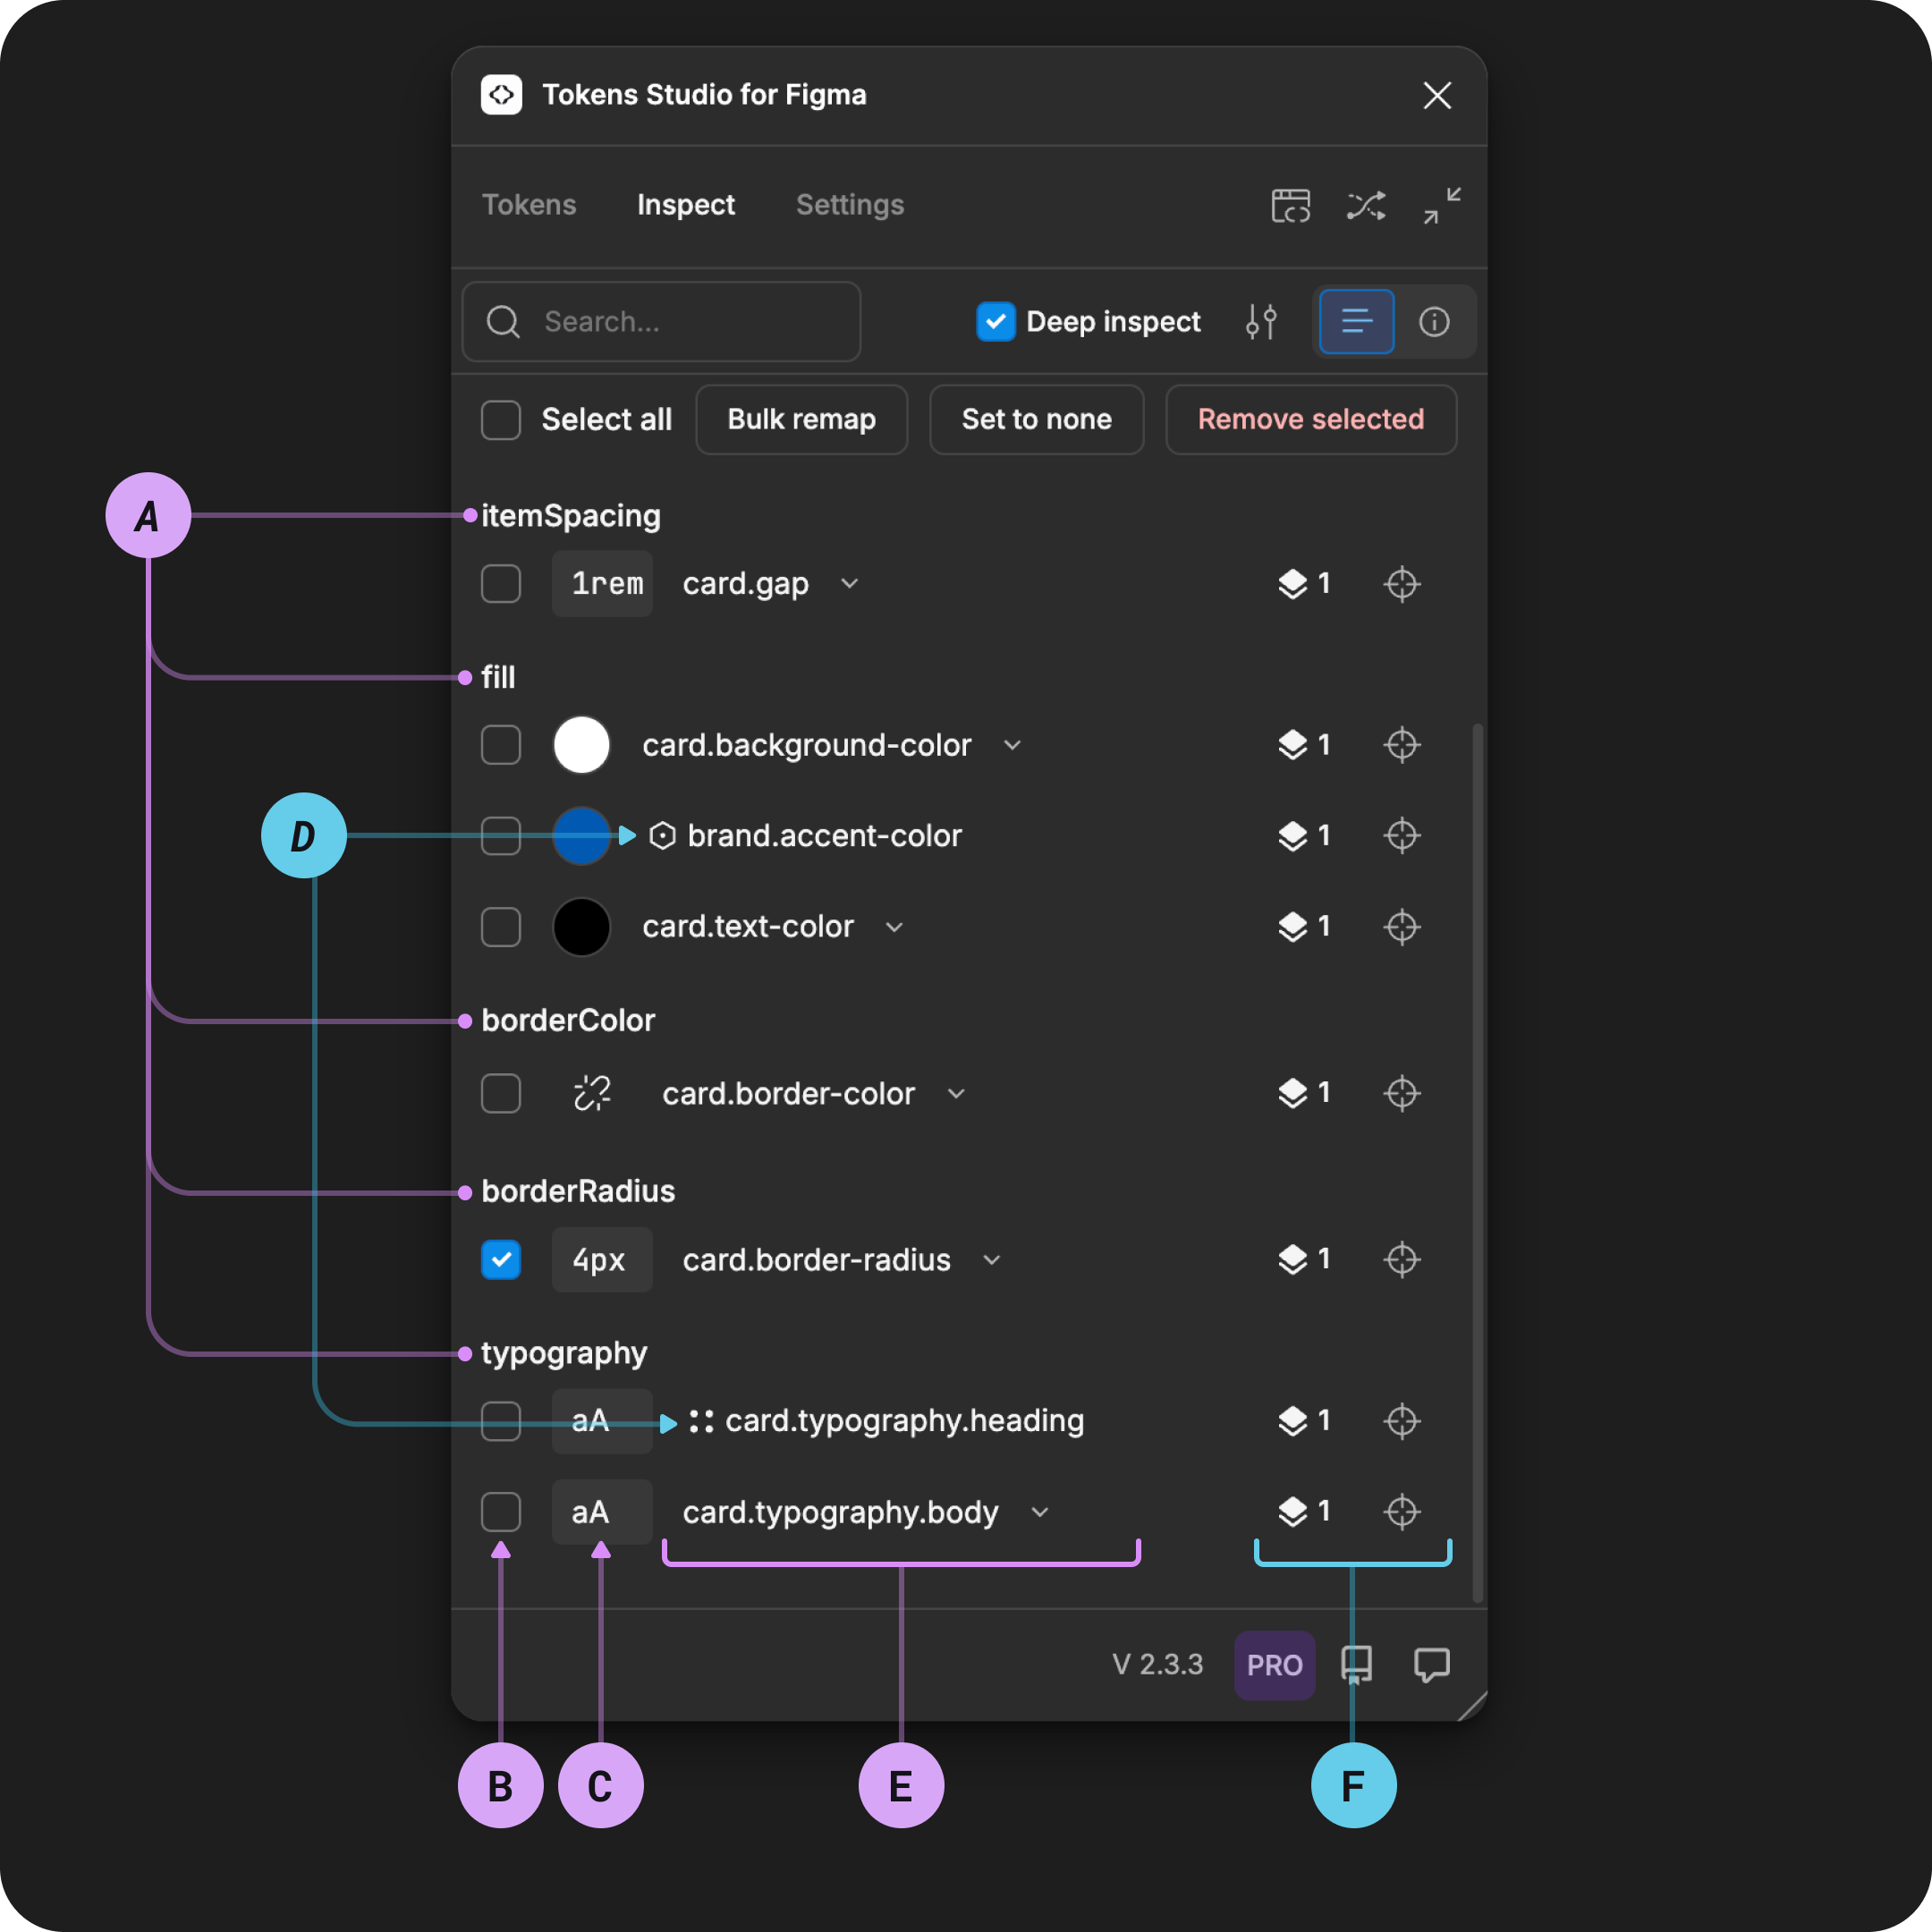 Tokens Studio for Figma
Tokens Inspect Settings
Search... Deep inspect
Select all Bulk remap Set to none Remove selected
A
itemSpacing
1rem card.gap 1
fill
card.background-color 1
D brand.accent-color 1
card.text-color 1
borderColor
card.border-color 1
borderRadius
4px card.border-radius 1
typography
aA card.typography.heading 1
aA card.typography.body 1
V 2.3.3 PRO
B C E F